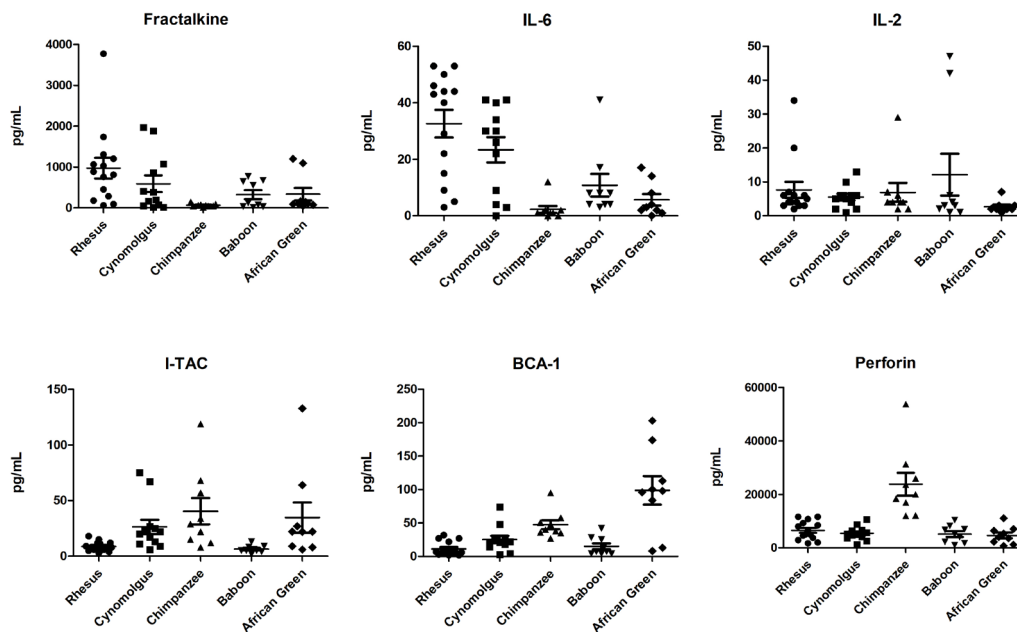 Fractalkine
pg/mL
4000
3000
2000
1000
0
Rhesus
Cynomolgus
Chimpanzee
Baboon
African Green
IL-6
pg/mL
60
40
20
0
Rhesus
Cynomolgus
Chimpanzee
Baboon
African Green
IL-2
pg/mL
50
40
30
20
10
0
Rhesus
Cynomolgus
Chimpanzee
Baboon
African Green
I-TAC
pg/mL
150
100
50
0
Rhesus
Cynomolgus
Chimpanzee
Baboon
African Green
BCA-1
pg/mL
250
200
150
100
50
0
Rhesus
Cynomolgus
Chimpanzee
Baboon
African Green
Perforin
pg/mL
60000
40000
20000
0
Rhesus
Cynomolgus
Chimpanzee
Baboon
African Green